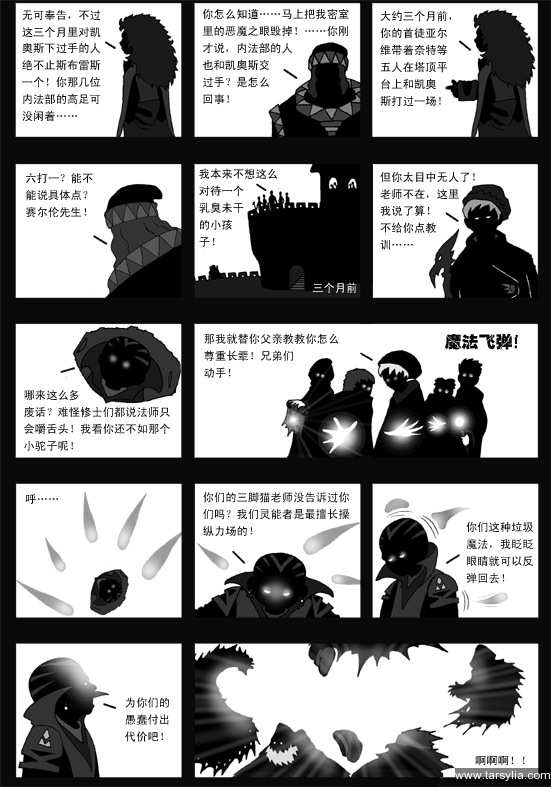 无可奉告，不过
这三个月里对凯
奥斯下过手的人
绝不止斯布雷斯
一个！你那几位
内法部的高足可
没闲着……
你怎么知道……马上把我密室
里的恶魔之眼毁掉！……你刚
才说，内法部的人
也和凯奥斯交
过手？是怎么
回事！
大约三个月前，
你的首徒亚尔
维带着奈特等
五人在塔顶平
台上和凯奥
斯打过一场！
六打一？能不
能说具体点？
赛尔伦先生！
我本来不想这么
对待一个
乳臭未干
的小孩
子！
三个月前
但你太目中无人了！
老师不在，这里
我说了算！
不给你点教
训……
哪来这么多
废话？难怪修士们都说法师只
会嚼舌头！我看你还不如那个
小驼子呢！
那我就替你父亲教教你怎么
尊重长辈！兄弟们
动手！
魔法飞弹！
呼……
你们的三脚猫老师没告诉过你
们吗？我们灵能者是最擅长操
纵力场的！
你们这种垃圾
魔法，我眨眨
眼睛就可以反
弹回去！
为你们的
愚蠢付出
代价吧！
啊啊啊！！
www.tarsylia.com